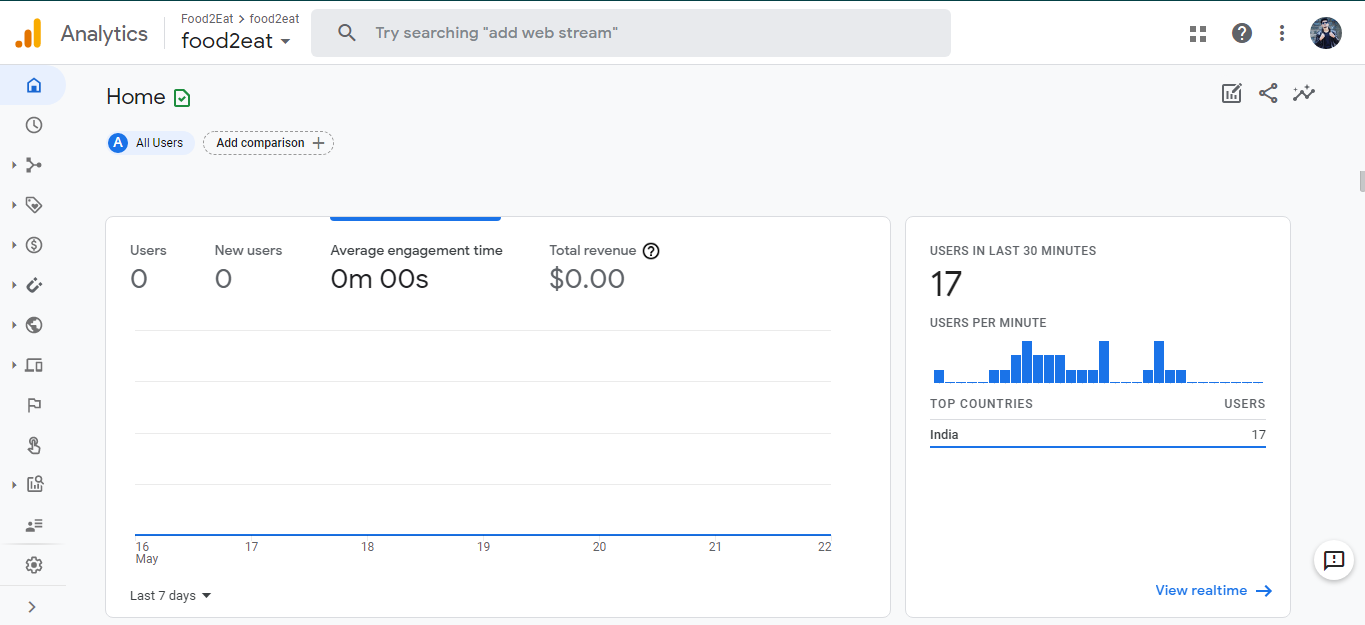 Analytics
Food2Eat > food2eat
food2eat
Try searching "add web stream"
Home
A All Users
Add comparison
Users
0
New users
0
Average engagement time
0m 00s
Total revenue
$0.00
16
May
17
18
19
20
21
22
Last 7 days
USERS IN LAST 30 MINUTES
17
USERS PER MINUTE
TOP COUNTRIES USERS
India 17
View realtime